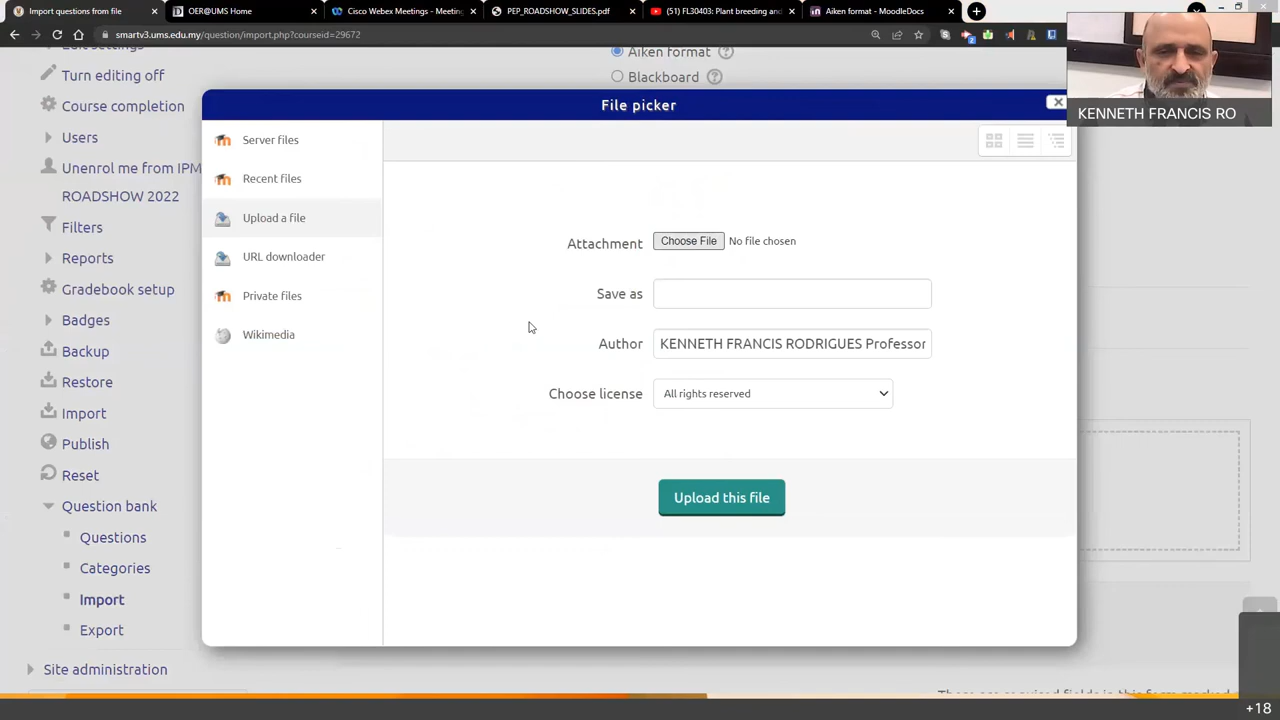 Import questions from file
OER@UMS Home
Cisco Webex Meetings - Meeting
PEP_ROADSHOW_SLIDES.pdf
(51) FL30403: Plant breeding and
Aiken format - MoodleDocs
smartv3.ums.edu.my/question/import.php?courseid=29672
Turn editing off
Course completion
Users
Unenrol me from IPM
ROADSHOW 2022
Filters
Reports
Gradebook setup
Badges
Backup
Restore
Import
Publish
Reset
Question bank
Questions
Categories
Import
Export
Site administration
Aiken format
Blackboard
File picker
Server files
Recent files
Upload a file
URL downloader
Private files
Wikimedia
Attachment Choose File No file chosen
Save as
Author KENNETH FRANCIS RODRIGUES Professor
Choose license All rights reserved
Upload this file
KENNETH FRANCIS RO
+18